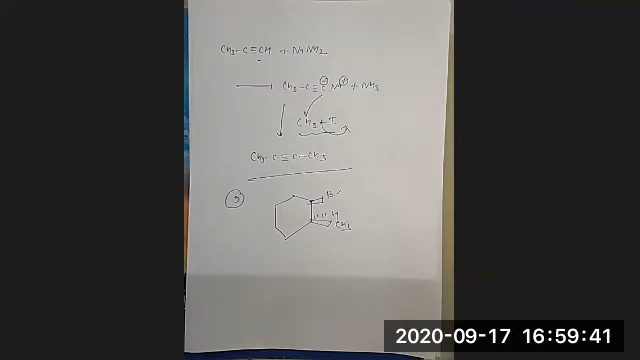 CH₃-C≡CH + NaNH₂
⟶ CH₃-C≡C⊖ Na⊕ + NH₃
CH₃+I
CH₃-C≡C-CH₃
3
Br
H
CH₃
2020-09-17 16:59:41